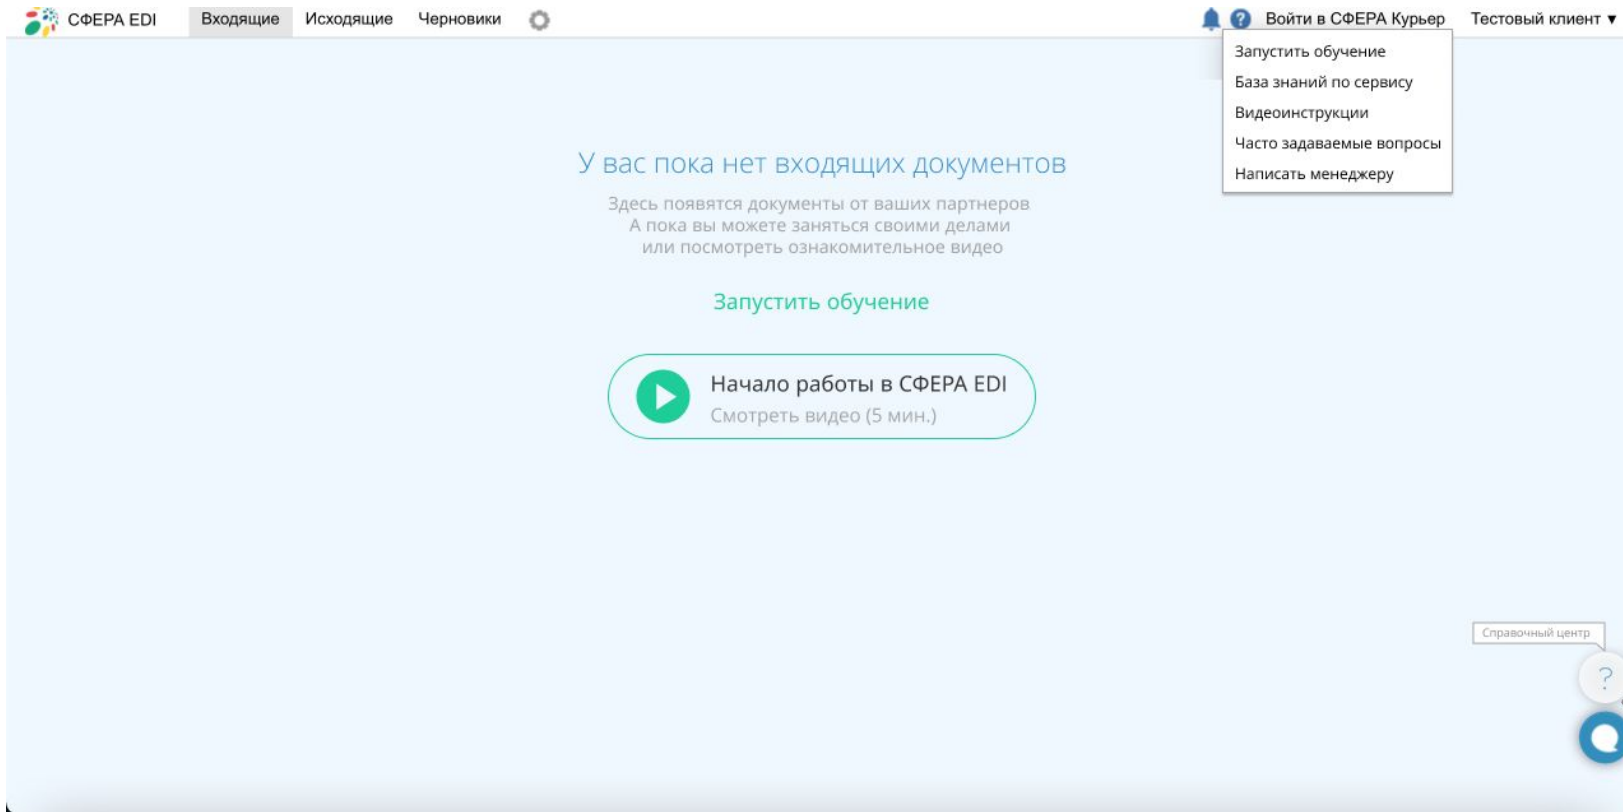 СФЕРА EDI Входящие Исходящие Черновики ? Войти в СФЕРА Курьер Тестовый клиент ▼
Запустить обучение
База знаний по сервису
Видеоинструкции
Часто задаваемые вопросы
Написать менеджеру
У вас пока нет входящих документов
Здесь появятся документы от ваших партнеров
А пока вы можете заняться своими делами
или посмотреть ознакомительное видео
Запустить обучение
Начало работы в СФЕРА EDI
Смотреть видео (5 мин.)
Справочный центр
?